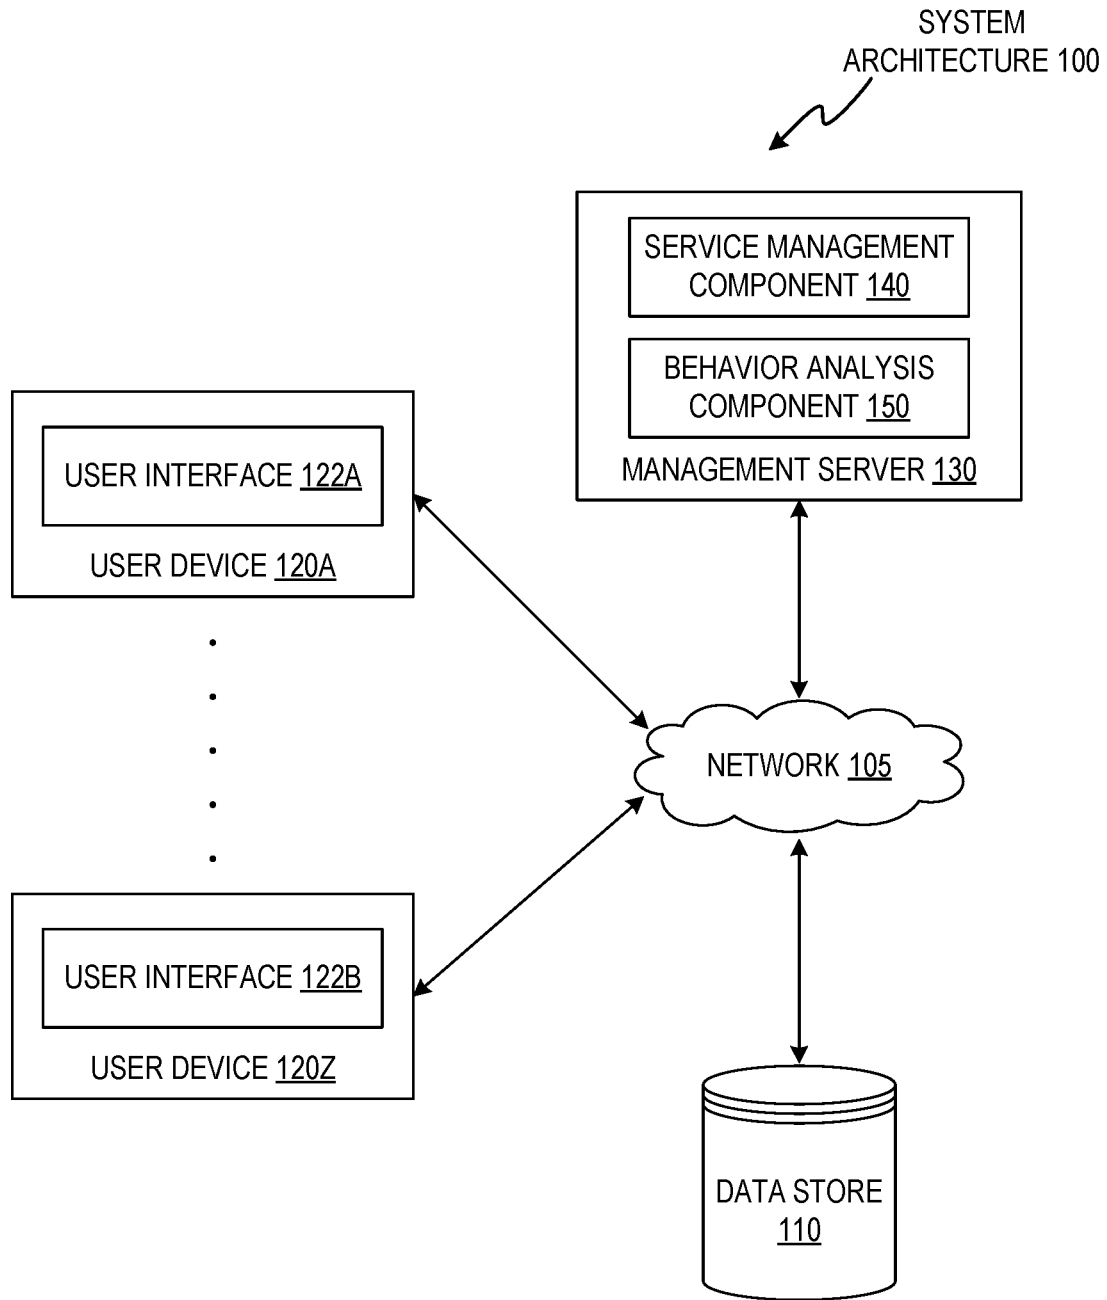 SYSTEM
ARCHITECTURE 100
SERVICE MANAGEMENT
COMPONENT 140
BEHAVIOR ANALYSIS
COMPONENT 150
MANAGEMENT SERVER 130
USER INTERFACE 122A
USER DEVICE 120A
NETWORK 105
USER INTERFACE 122B
USER DEVICE 120Z
DATA STORE
110